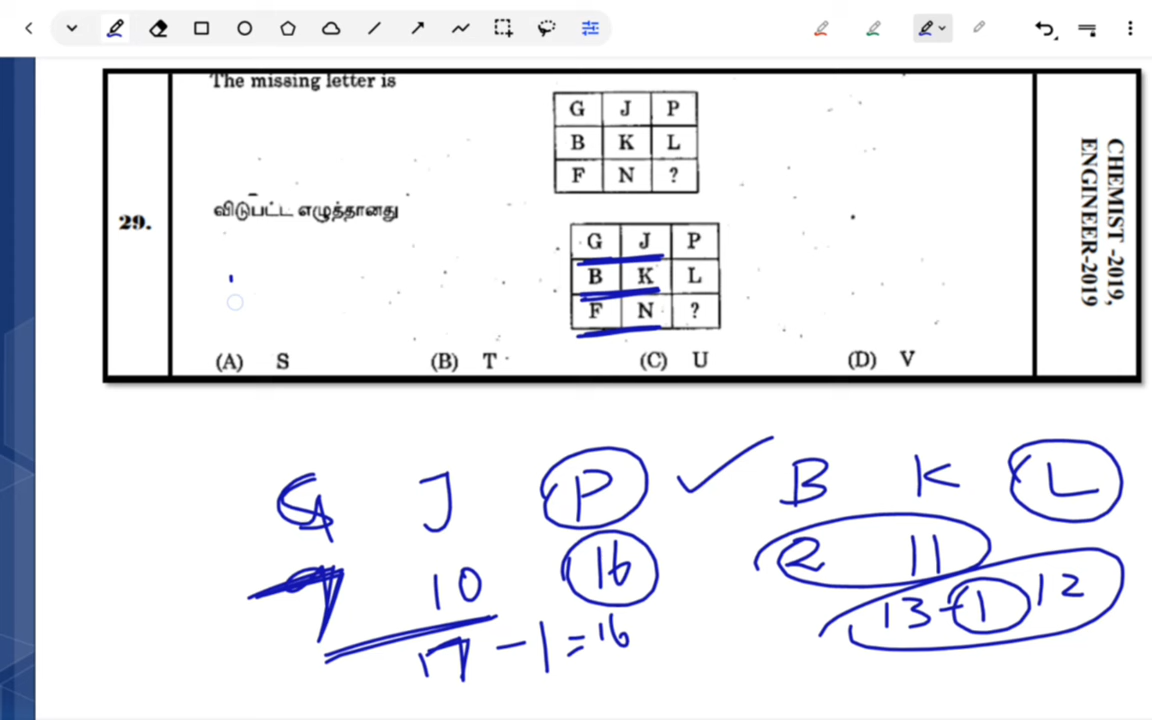 The missing letter is
G J P
B K L
F N ?
29.
விடுபட்ட எழுத்தானது
G J P
B K L
F N ?
(A) S (B) T (C) U (D) V
CHEMIST -2019,
ENGINEER-2019
G J P B K L
7 10 16 2 11
17 - 1 = 16 13 - 1 12